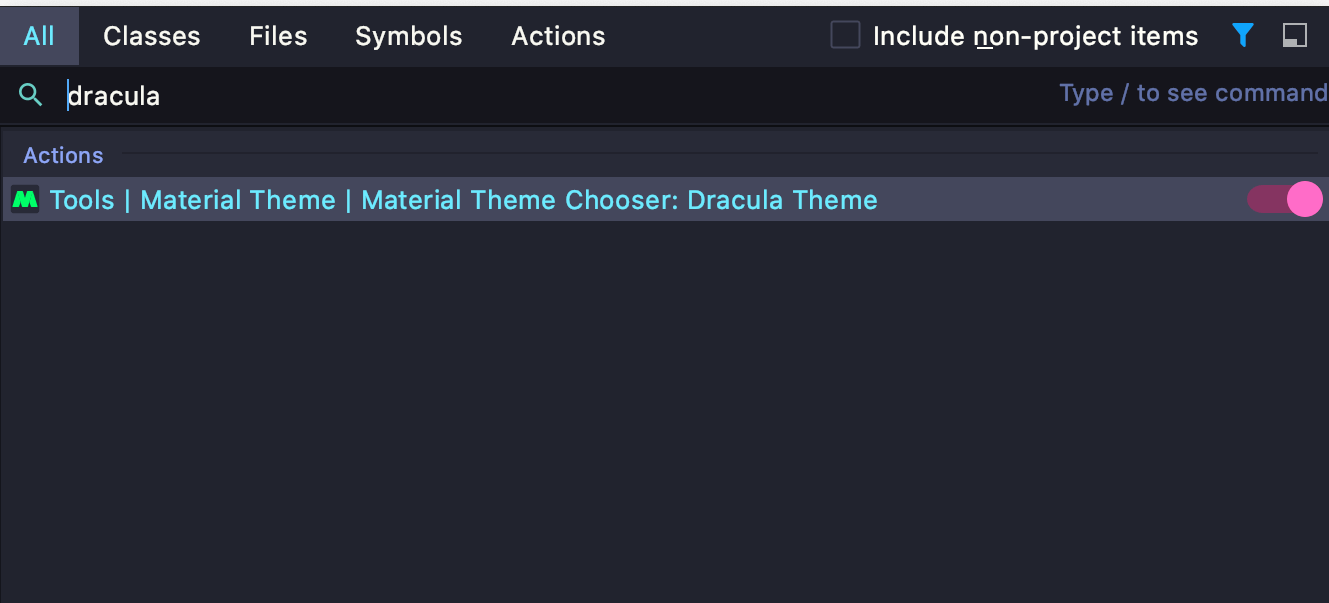 All Classes Files Symbols Actions Include non-project items
dracula Type / to see command
Actions
Tools | Material Theme | Material Theme Chooser: Dracula Theme